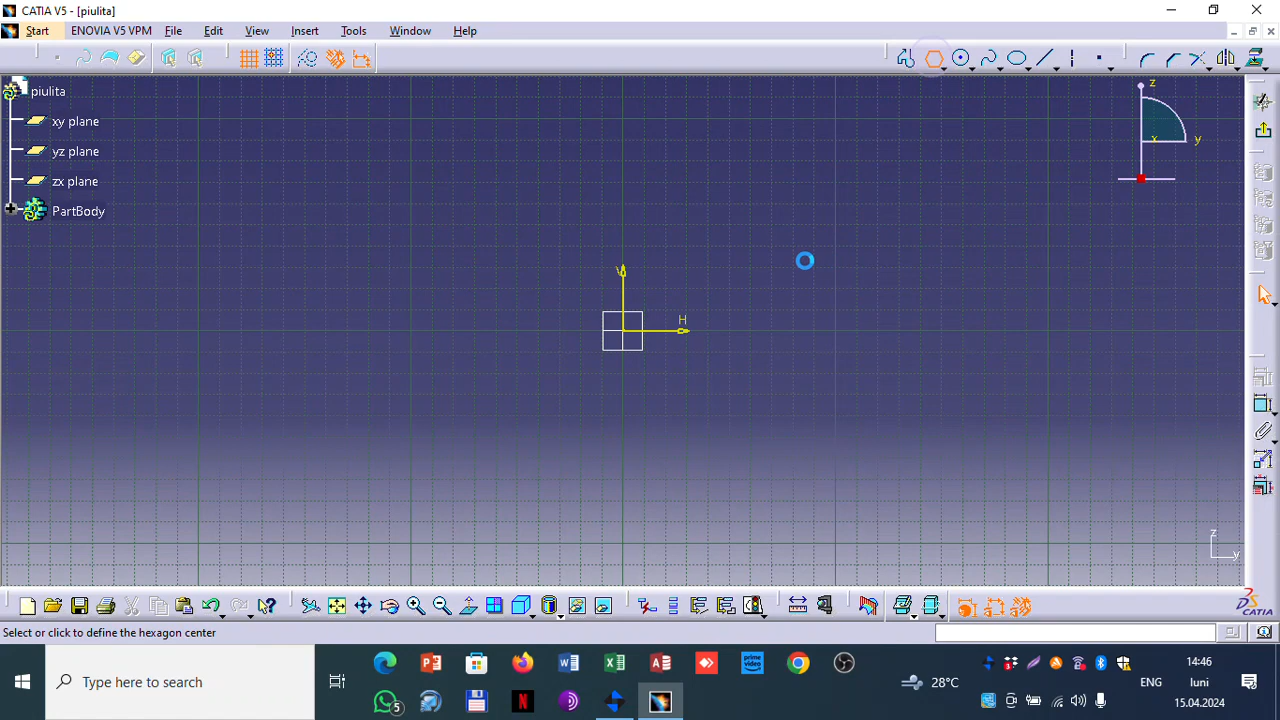 CATIA V5 - [piulita]
Start ENOVIA V5 VPM File Edit View Insert Tools Window Help
piulita
xy plane
yz plane
zx plane
PartBody
z
x
y
V
H
z
y
CATIA
Select or click to define the hexagon center
Type here to search
5
28°C
ENG
14:46
luni
15.04.2024